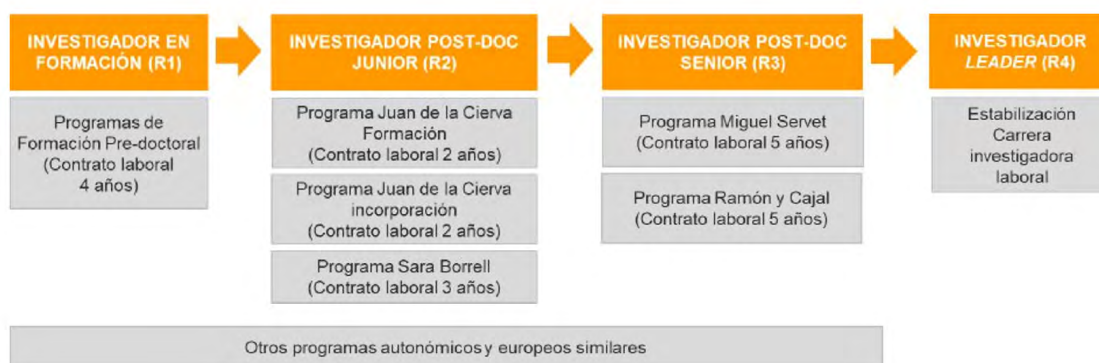 INVESTIGADOR EN
FORMACIÓN (R1)
Programas de
Formación Pre-doctoral
(Contrato laboral
4 años)
INVESTIGADOR POST-DOC
JUNIOR (R2)
Programa Juan de la Cierva
Formación
(Contrato laboral 2 años)
Programa Juan de la Cierva
incorporación
(Contrato laboral 2 años)
Programa Sara Borrell
(Contrato laboral 3 años)
INVESTIGADOR POST-DOC
SENIOR (R3)
Programa Miguel Servet
(Contrato laboral 5 años)
Programa Ramón y Cajal
(Contrato laboral 5 años)
INVESTIGADOR
LEADER (R4)
Estabilización
Carrera
investigadora
laboral
Otros programas autonómicos y europeos similares